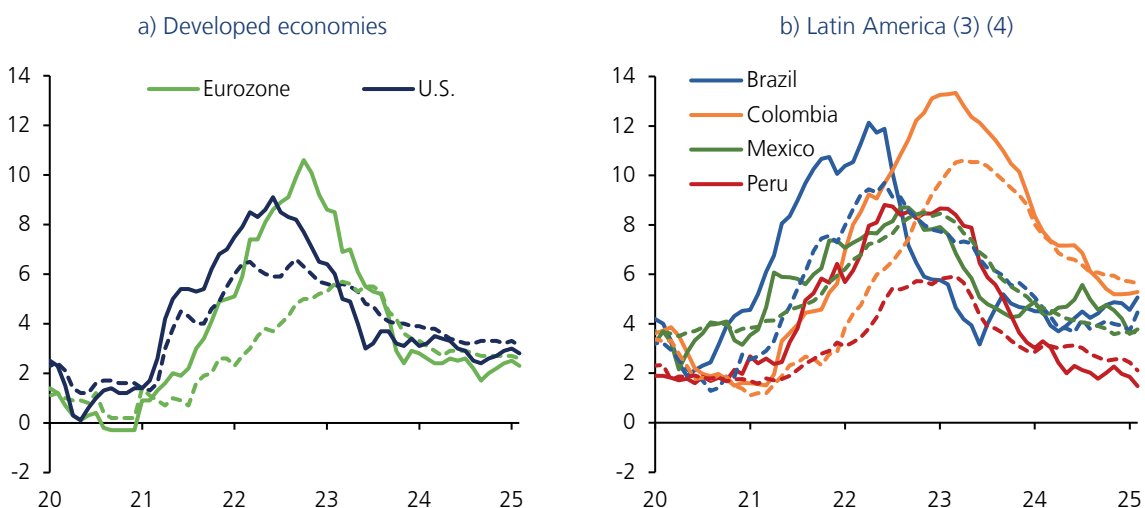 a) Developed economies
14
12
10
8
6
4
2
0
-2
20 21 22 23 24 25
Eurozone U.S.
b) Latin America (3) (4)
14
12
10
8
6
4
2
0
-2
20 21 22 23 24 25
Brazil
Colombia
Mexico
Peru